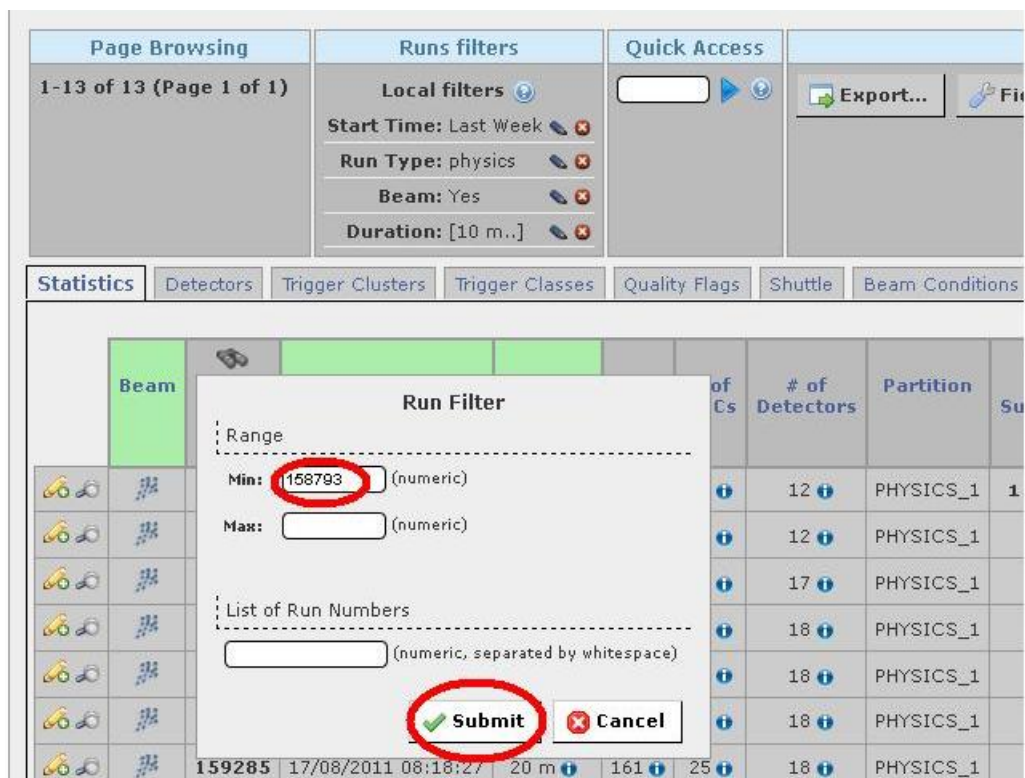 Page Browsing
1-13 of 13 (Page 1 of 1)
Runs filters
Local filters
Start Time: Last Week
Run Type: physics
Beam: Yes
Duration: [10 m..]
Quick Access
Export...
Statistics Detectors Trigger Clusters Trigger Classes Quality Flags Shuttle Beam Conditions
Beam
# of Detectors
Partition
Run Filter
Range
Min: 158793 (numeric)
Max: (numeric)
List of Run Numbers
(numeric, separated by whitespace)
Submit Cancel
12 PHYSICS_1 1
12 PHYSICS_1
17 PHYSICS_1
18 PHYSICS_1
18 PHYSICS_1
18 PHYSICS_1
159285 17/08/2011 08:18:27 20 m 161 25 18 PHYSICS_1